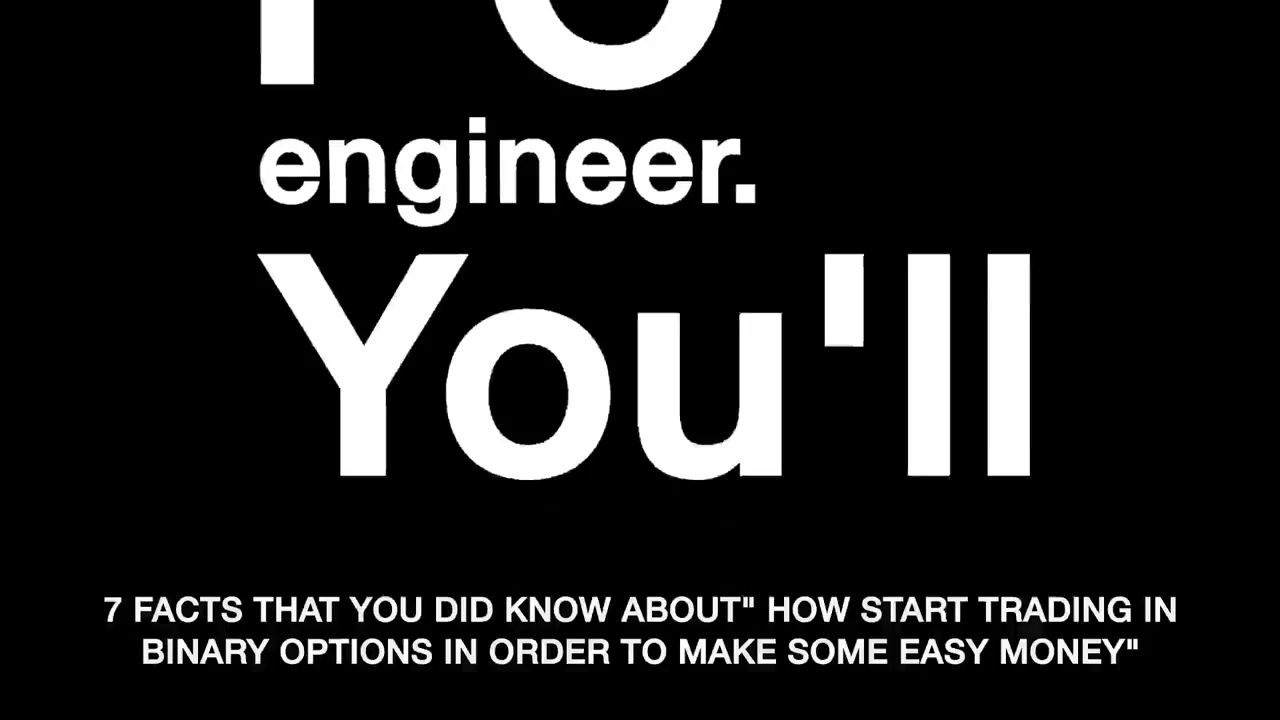 engineer.
You'll
7 FACTS THAT YOU DID KNOW ABOUT" HOW START TRADING IN
BINARY OPTIONS IN ORDER TO MAKE SOME EASY MONEY"